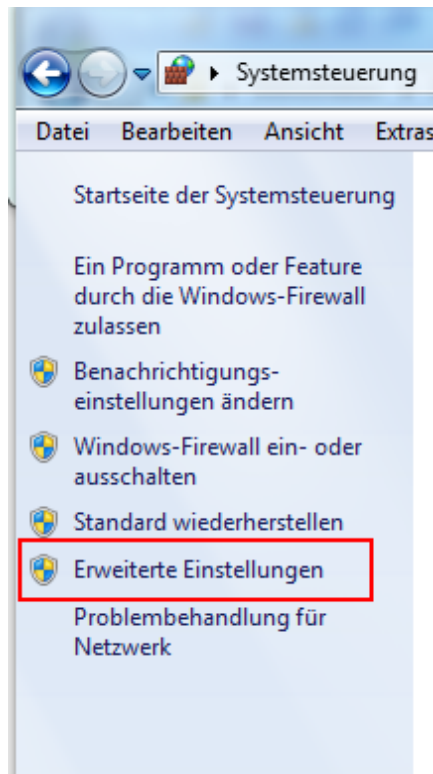 Systemsteuerung
Datei Bearbeiten Ansicht Extras
Startseite der Systemsteuerung
Ein Programm oder Feature
durch die Windows-Firewall
zulassen
Benachrichtigungs-
einstellungen ändern
Windows-Firewall ein- oder
ausschalten
Standard wiederherstellen
Erweiterte Einstellungen
Problembehandlung für
Netzwerk